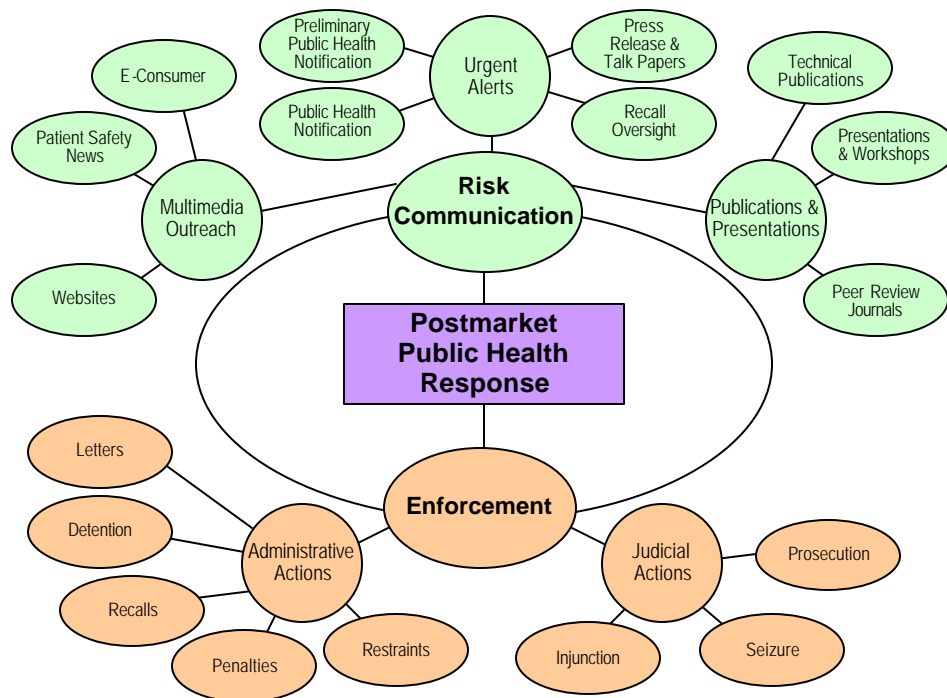 Preliminary
Public Health
Notification
Press
Release &
Talk Papers
Urgent
Alerts
Technical
Publications
E-Consumer
Public Health
Notification
Recall
Oversight
Patient Safety
News
Presentations
& Workshops
Risk
Communication
Multimedia
Outreach
Publications &
Presentations
Websites
Peer Review
Journals
Postmarket
Public Health
Response
Letters
Enforcement
Detention
Administrative
Actions
Judicial
Actions
Prosecution
Recalls
Restraints
Penalties
Injunction
Seizure